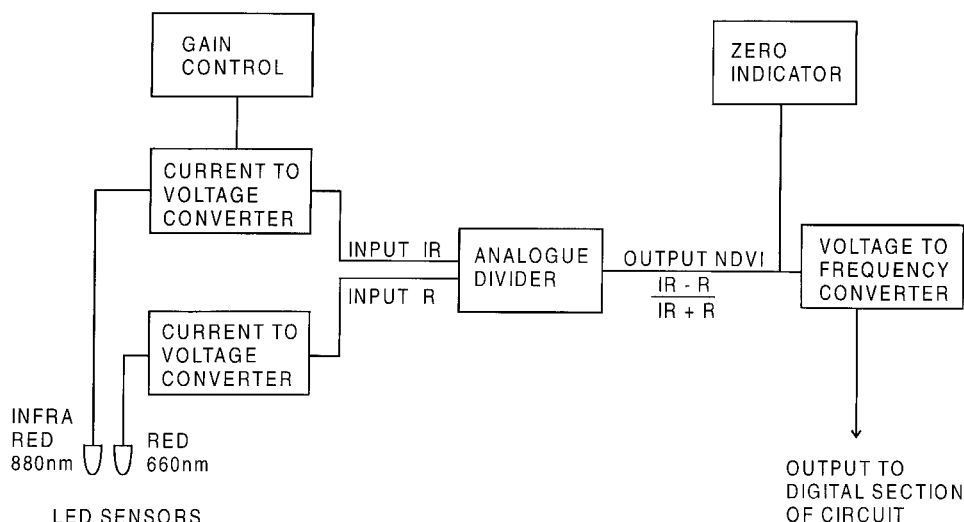 GAIN
CONTROL
ZERO
INDICATOR
CURRENT TO
VOLTAGE
CONVERTER
INPUT IR
INPUT R
ANALOGUE
DIVIDER
OUTPUT NDVI
IR - R
IR + R
VOLTAGE TO
FREQUENCY
CONVERTER
CURRENT TO
VOLTAGE
CONVERTER
INFRA
RED
880nm
RED
660nm
LED SENSORS
OUTPUT TO
DIGITAL SECTION
OF CIRCUIT